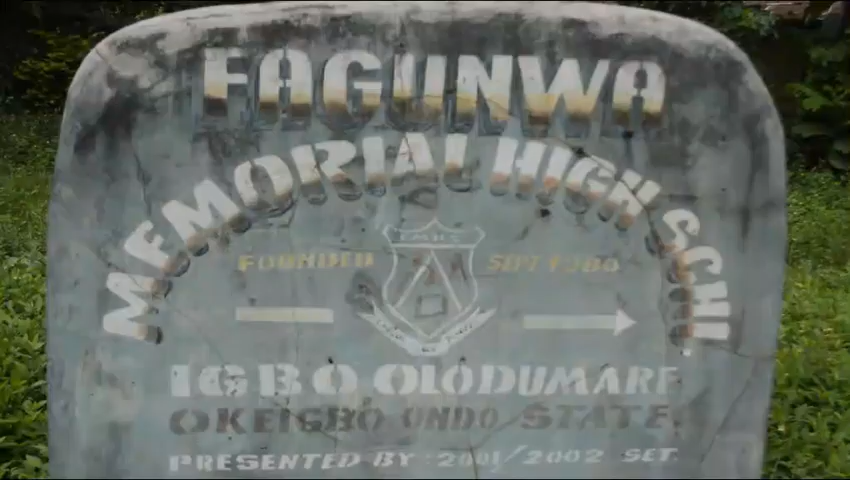 FAGUNWA
MEMORIAL HIGH SCHL
F.M.H.S
FOUNDED SEPT 1980
IGBO OLODUMARE
OKEIGBO ONDO STATE.
PRESENTED BY: 2001/2002 SET.